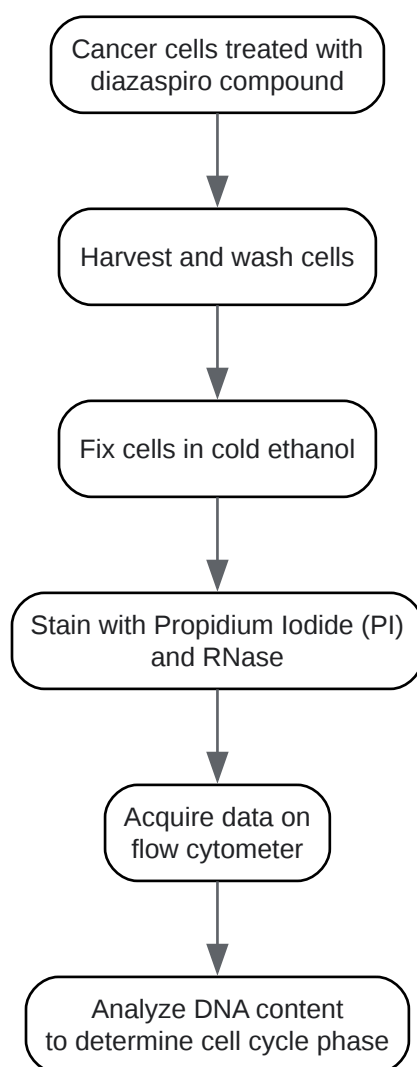 Cancer cells treated with
diazaspiro compound
Harvest and wash cells
Fix cells in cold ethanol
Stain with Propidium Iodide (PI)
and RNase
Acquire data on
flow cytometer
Analyze DNA content
to determine cell cycle phase